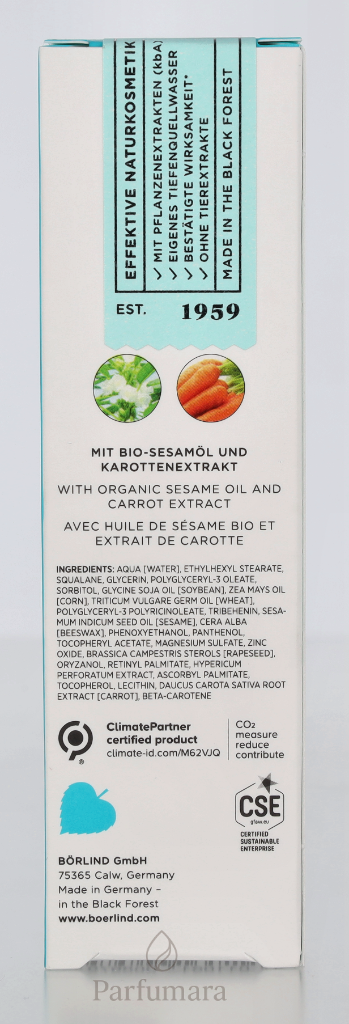 EFFEKTIVE NATURKOSMETIK
✓ MIT PFLANZENEXTRAKTEN (kbA)
✓ EIGENES TIEFENQUELLWASSER
✓ BESTÄTIGTE WIRKSAMKEIT*
✓ OHNE TIEREXTRAKTE
MADE IN THE BLACK FOREST
EST. 1959
MIT BIO-SESAMÖL UND
KAROTTENEXTRAKT
WITH ORGANIC SESAME OIL AND
CARROT EXTRACT
AVEC HUILE DE SÉSAME BIO ET
EXTRAIT DE CAROTTE
INGREDIENTS: AQUA [WATER], ETHYLHEXYL STEARATE,
SQUALANE, GLYCERIN, POLYGLYCERYL-3 OLEATE,
SORBITOL, GLYCINE SOJA OIL [SOYBEAN], ZEA MAYS OIL
[CORN], TRITICUM VULGARE GERM OIL [WHEAT],
POLYGLYCERYL-3 POLYRICINOLEATE, TRIBEHENIN, SESA-
MUM INDICUM SEED OIL [SESAME], CERA ALBA
[BEESWAX], PHENOXYETHANOL, PANTHENOL,
TOCOPHERYL ACETATE, MAGNESIUM SULFATE, ZINC
OXIDE, BRASSICA CAMPESTRIS STEROLS [RAPESEED],
ORYZANOL, RETINYL PALMITATE, HYPERICUM
PERFORATUM EXTRACT, ASCORBYL PALMITATE,
TOCOPHEROL, LECITHIN, DAUCUS CAROTA SATIVA ROOT
EXTRACT [CARROT], BETA-CAROTENE
ClimatePartner
certified product
climate-id.com/M62VJQ
CO₂
measure
reduce
contribute
®
CSE
gfaw.eu
CERTIFIED
SUSTAINABLE
ENTERPRISE
BÖRLIND GmbH
75365 Calw, Germany
Made in Germany –
in the Black Forest
www.boerlind.com
Parfumara